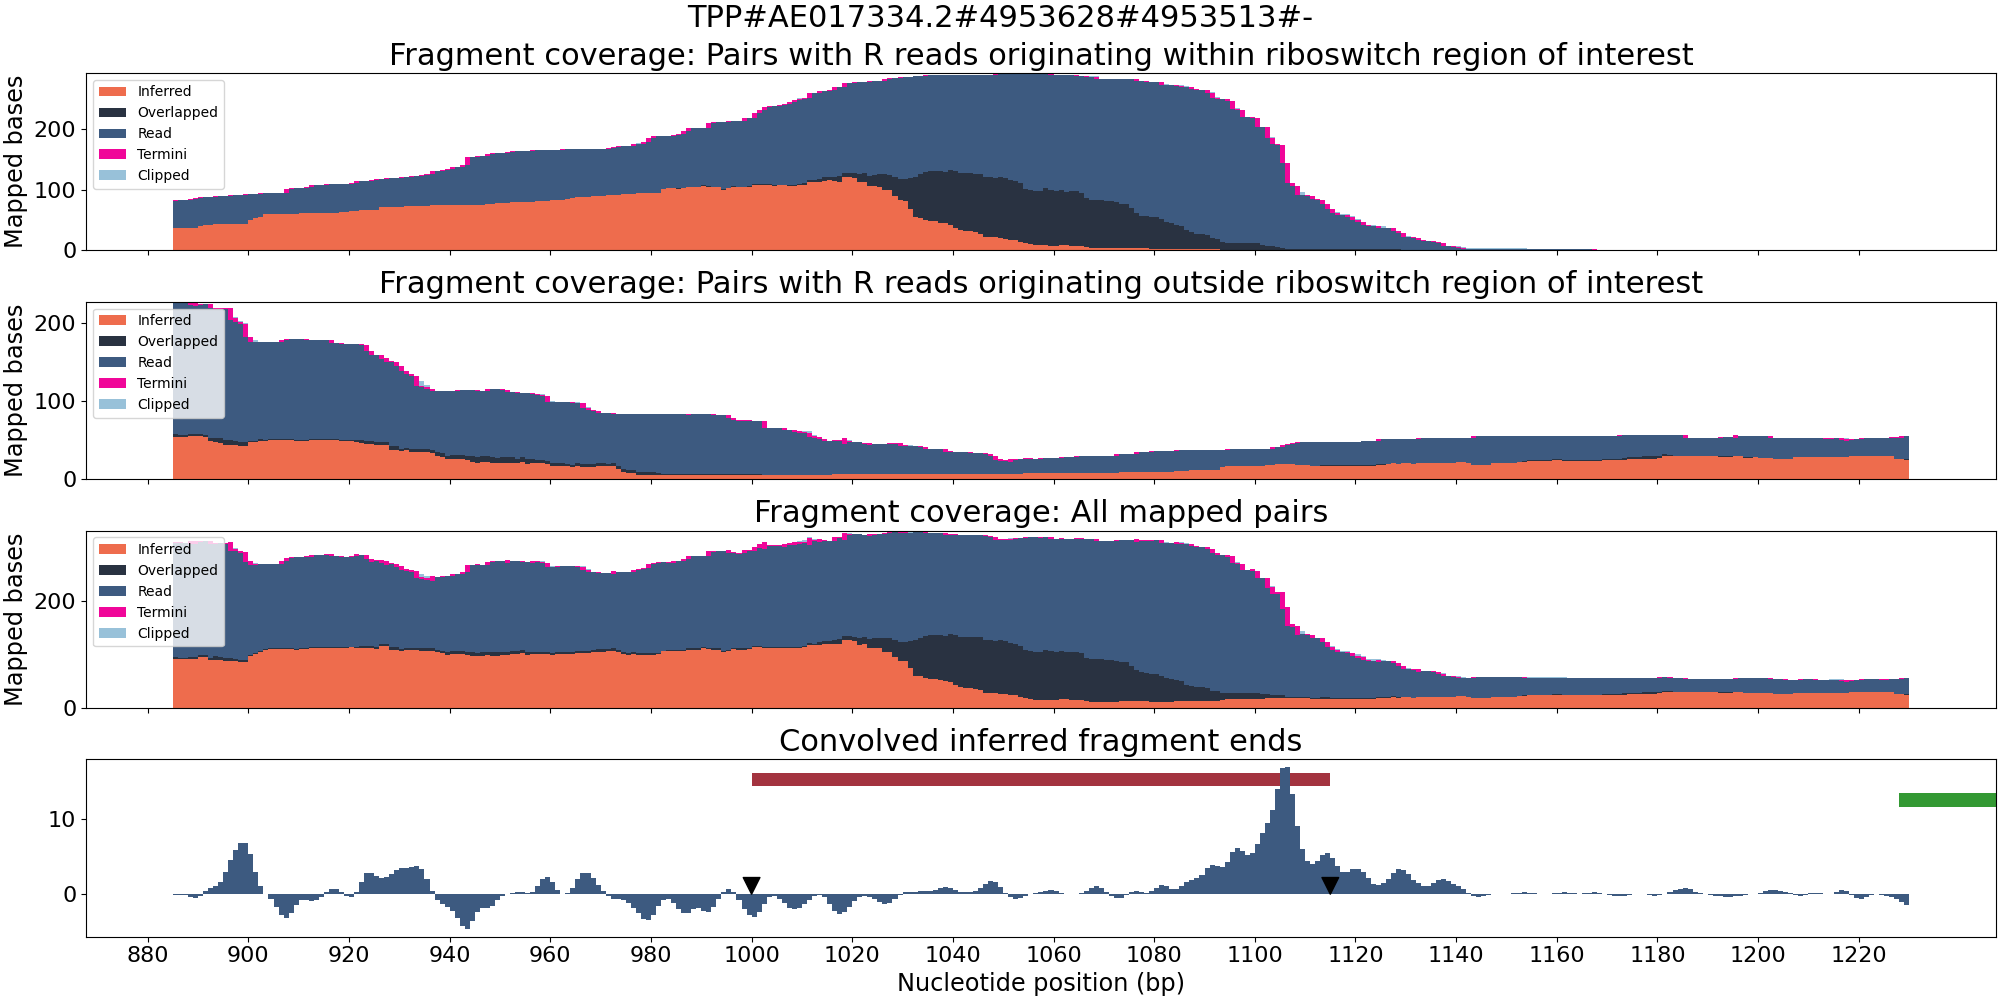 TPP#AE017334.2#4953628#4953513#-
Fragment coverage: Pairs with R reads originating within riboswitch region of interest
Mapped bases
200
100
0
Inferred
Overlapped
Read
Termini
Clipped
Fragment coverage: Pairs with R reads originating outside riboswitch region of interest
Mapped bases
200
100
0
Inferred
Overlapped
Read
Termini
Clipped
Fragment coverage: All mapped pairs
Mapped bases
200
0
Inferred
Overlapped
Read
Termini
Clipped
Convolved inferred fragment ends
10
0
880 900 920 940 960 980 1000 1020 1040 1060 1080 1100 1120 1140 1160 1180 1200 1220
Nucleotide position (bp)